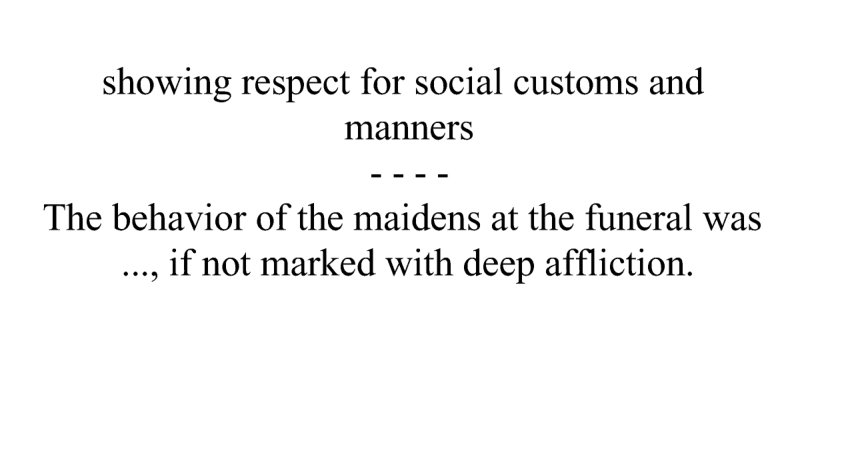 showing respect for social customs and
manners
- - - -
The behavior of the maidens at the funeral was
..., if not marked with deep affliction.